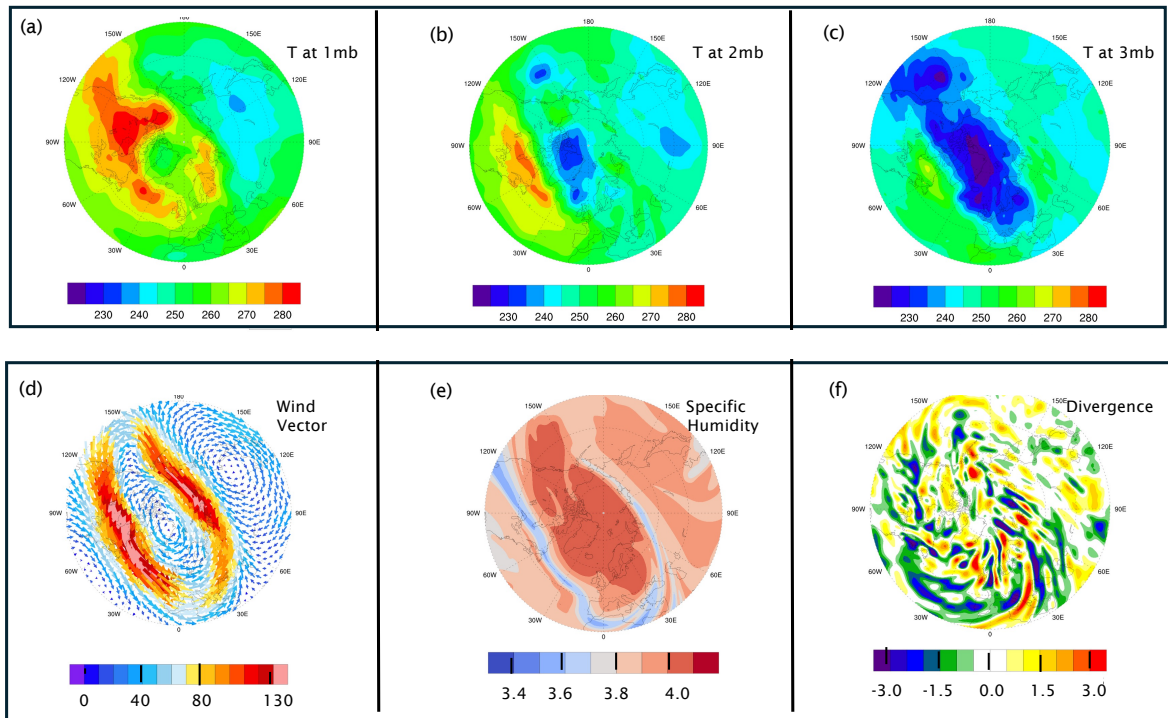 (a)
T at 1mb
180
150W
150E
120W
120E
90W
90E
60W
60E
30W
30E
0
230 240 250 260 270 280
(b)
T at 2mb
180
150W
150E
120W
120E
90W
90E
60W
60E
30W
30E
0
230 240 250 260 270 280
(c)
T at 3mb
180
150W
150E
120W
120E
90W
90E
60W
60E
30W
30E
0
230 240 250 260 270 280
(d)
Wind
Vector
180
150W
150E
120W
120E
90W
90E
60W
60E
30W
30E
0
0 40 80 130
(e)
Specific
Humidity
150W
150E
120W
120E
90W
90E
60W
60E
30W
30E
0
3.4 3.6 3.8 4.0
(f)
Divergence
150W
150E
120W
120E
90W
90E
60W
60E
30W
30E
0
-3.0 -1.5 0.0 1.5 3.0